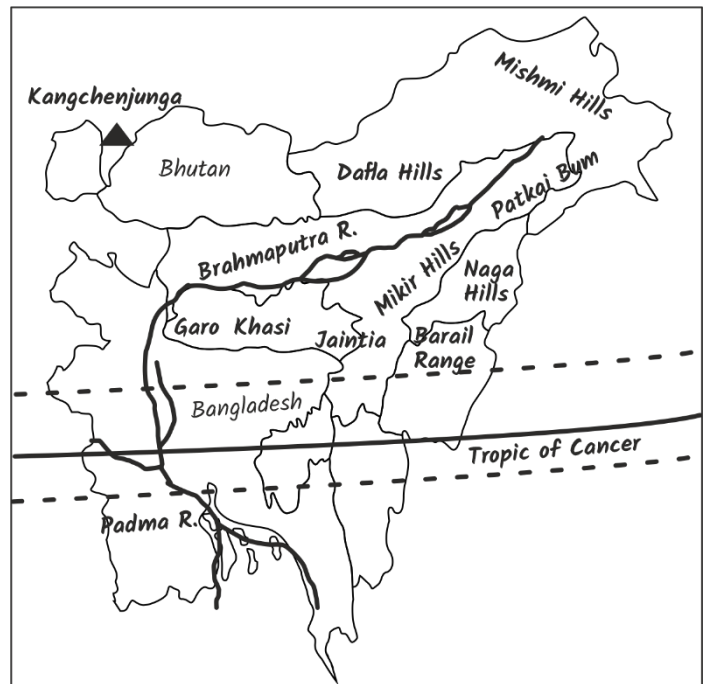 Mishmi Hills
Kangchenjunga
Bhutan
Dafla Hills
Patkai Bum
Brahmaputra R.
Mikir Hills
Naga
Hills
Garo Khasi
Jaintia
Barail
Range
Bangladesh
Tropic of Cancer
Padma R.